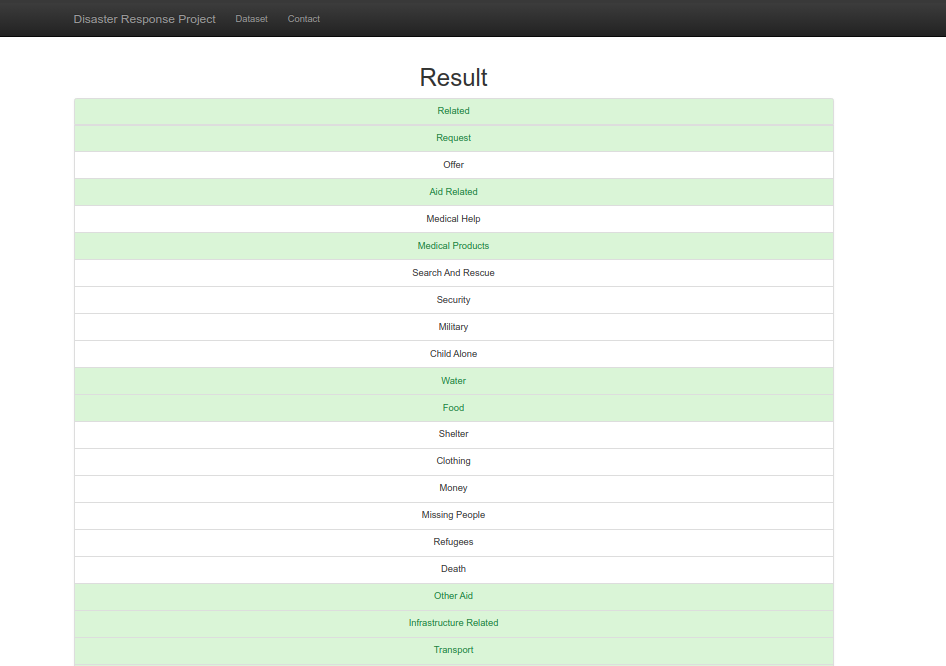 Disaster Response Project Dataset Contact
Result
Related
Request
Offer
Aid Related
Medical Help
Medical Products
Search And Rescue
Security
Military
Child Alone
Water
Food
Shelter
Clothing
Money
Missing People
Refugees
Death
Other Aid
Infrastructure Related
Transport